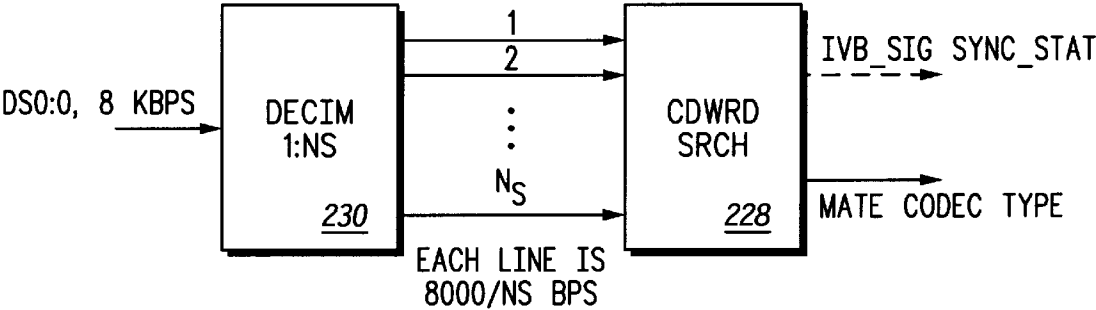 DS0:0, 8 KBPS
DECIM
1:NS
230
1
2
NS
EACH LINE IS
8000/NS BPS
CDWRD
SRCH
228
IVB_SIG SYNC_STAT
MATE CODEC TYPE